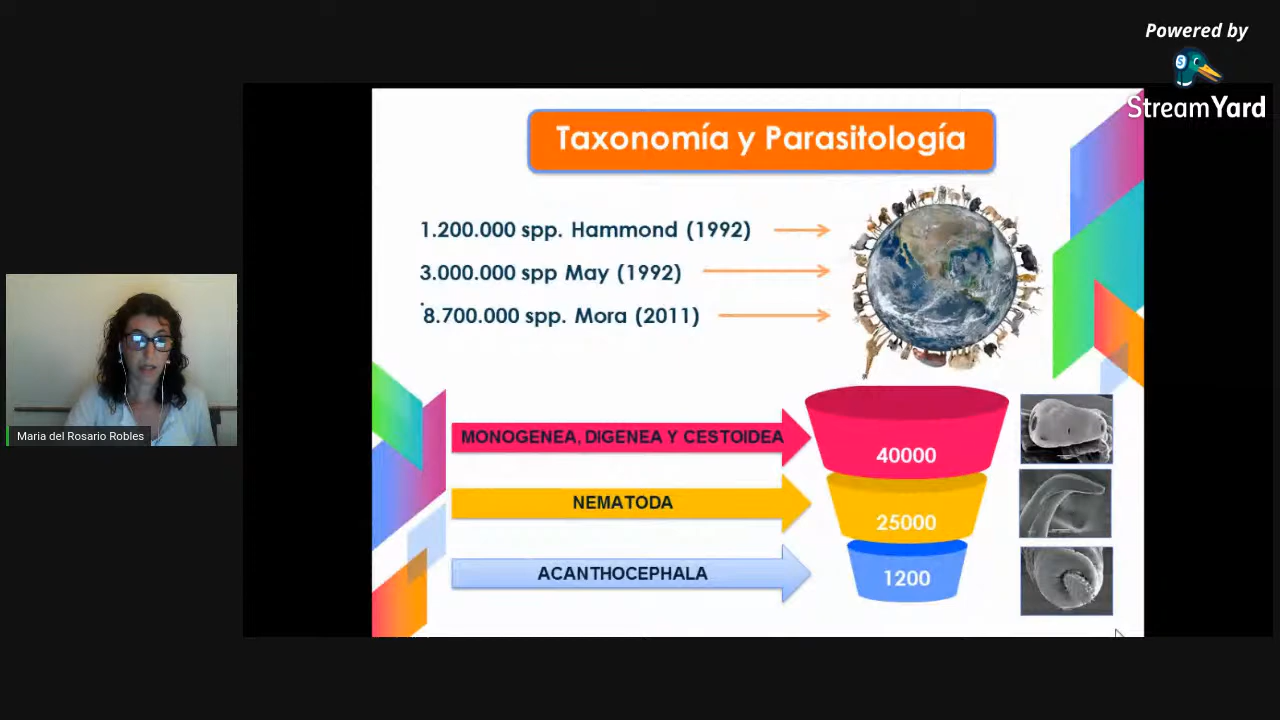 Powered by
StreamYard
Taxonomía y Parasitología
1.200.000 spp. Hammond (1992)
3.000.000 spp May (1992)
8.700.000 spp. Mora (2011)
MONOGENEA, DIGENEA Y CESTOIDEA
40000
NEMATODA
25000
ACANTHOCEPHALA
1200
Maria del Rosario Robles